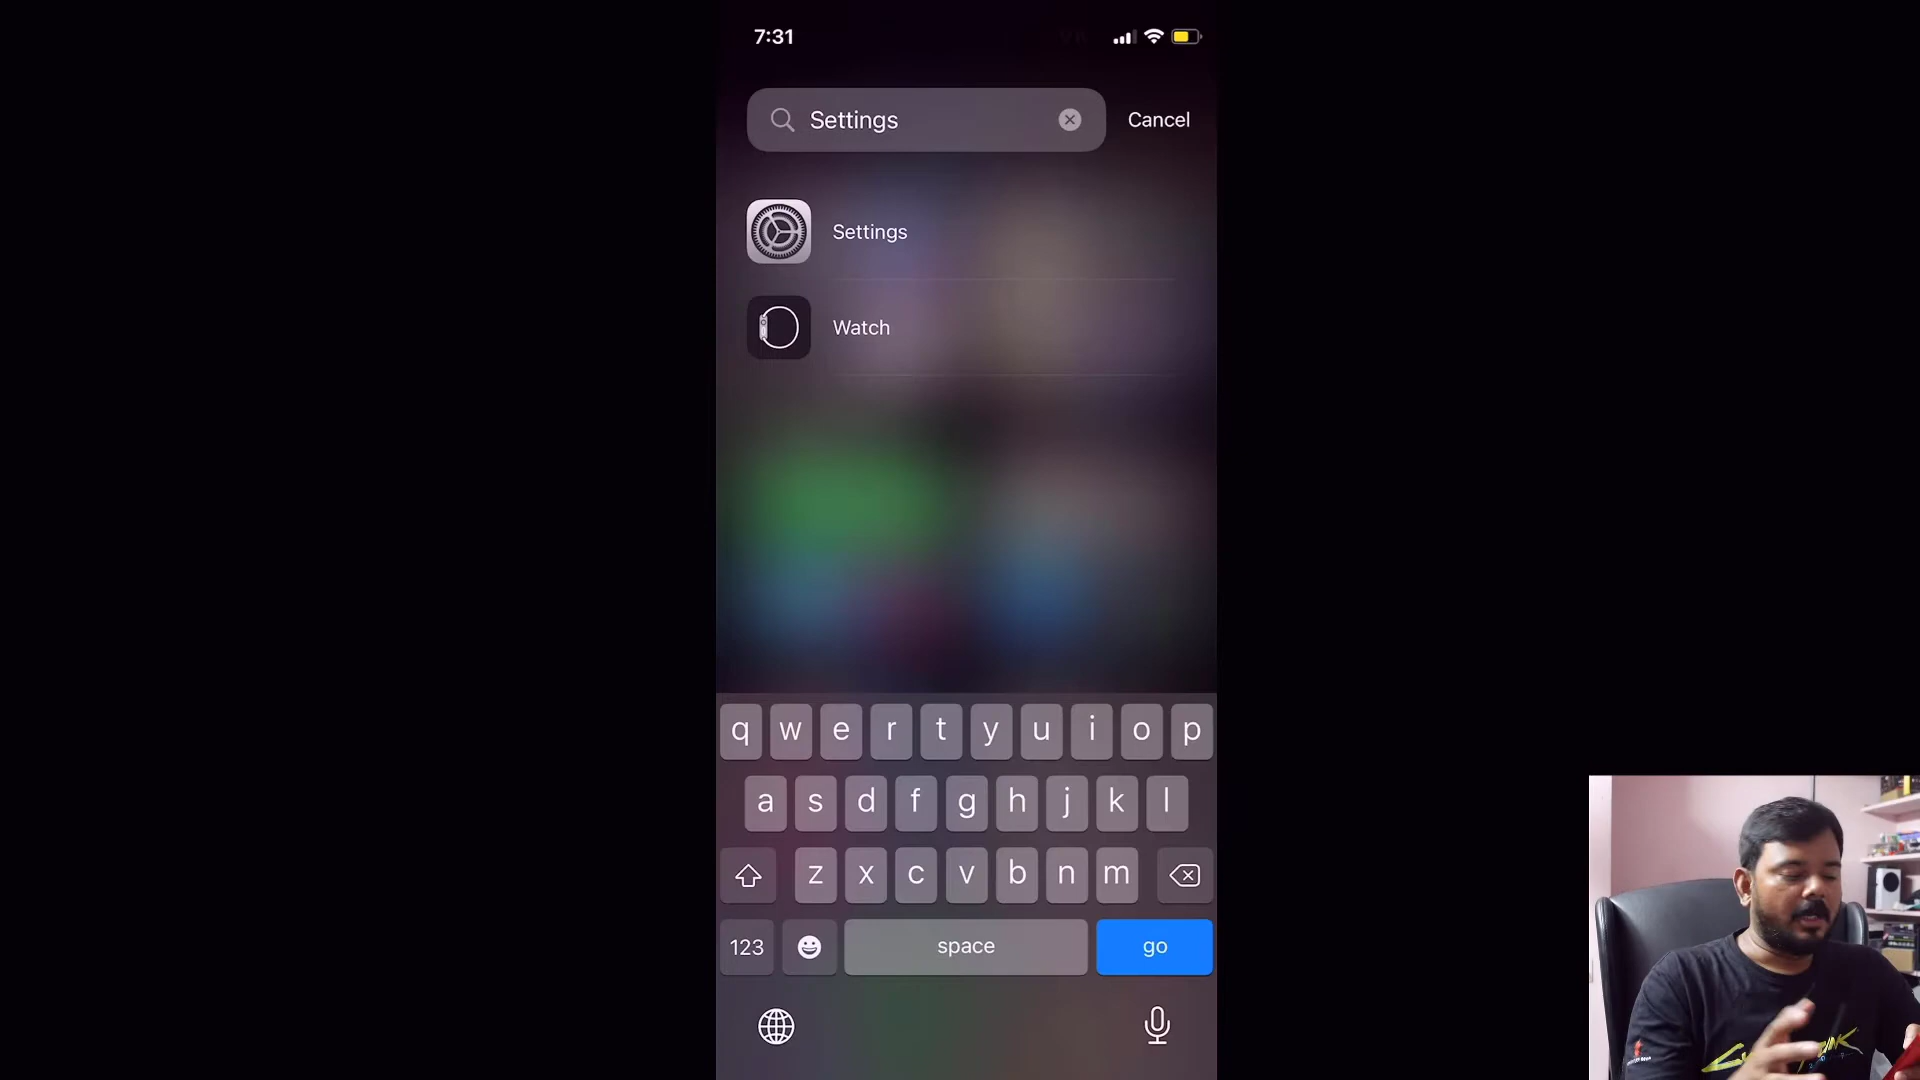 7:31
Settings
Cancel
Settings
Watch
q w e r t y u i o p
a s d f g h j k l
z x c v b n m
123 space go